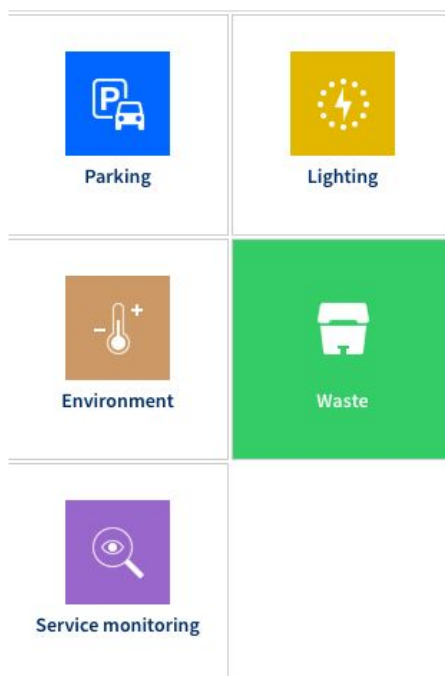 P
Parking
Lighting
Environment
Waste
Service monitoring